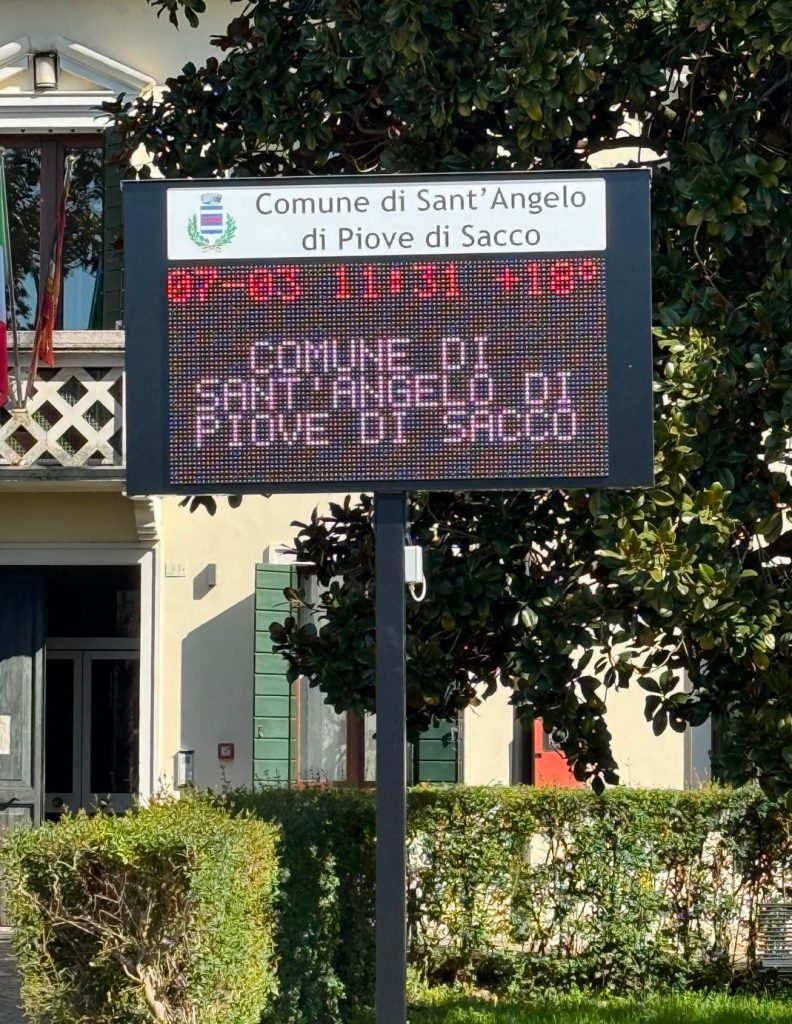 Comune di Sant'Angelo
di Piove di Sacco
07-03 11:31 +18°
COMUNE DI
SANT'ANGELO DI
PIOVE DI SACCO